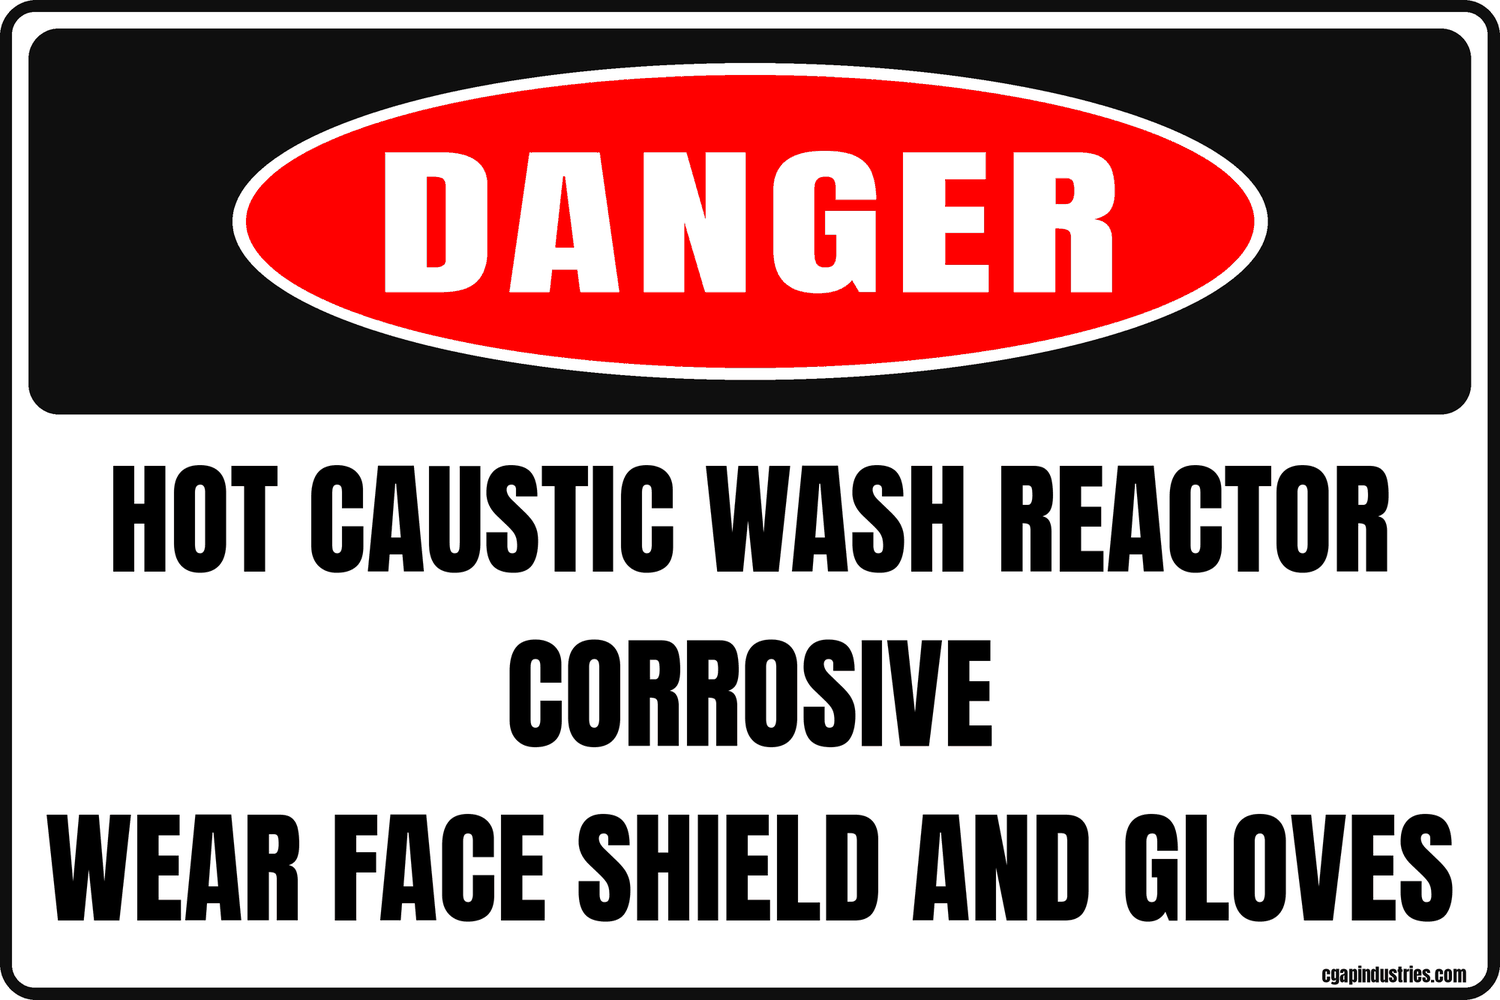 DANGER
HOT CAUSTIC WASH REACTOR
CORROSIVE
WEAR FACE SHIELD AND GLOVES
cgapindustries.com